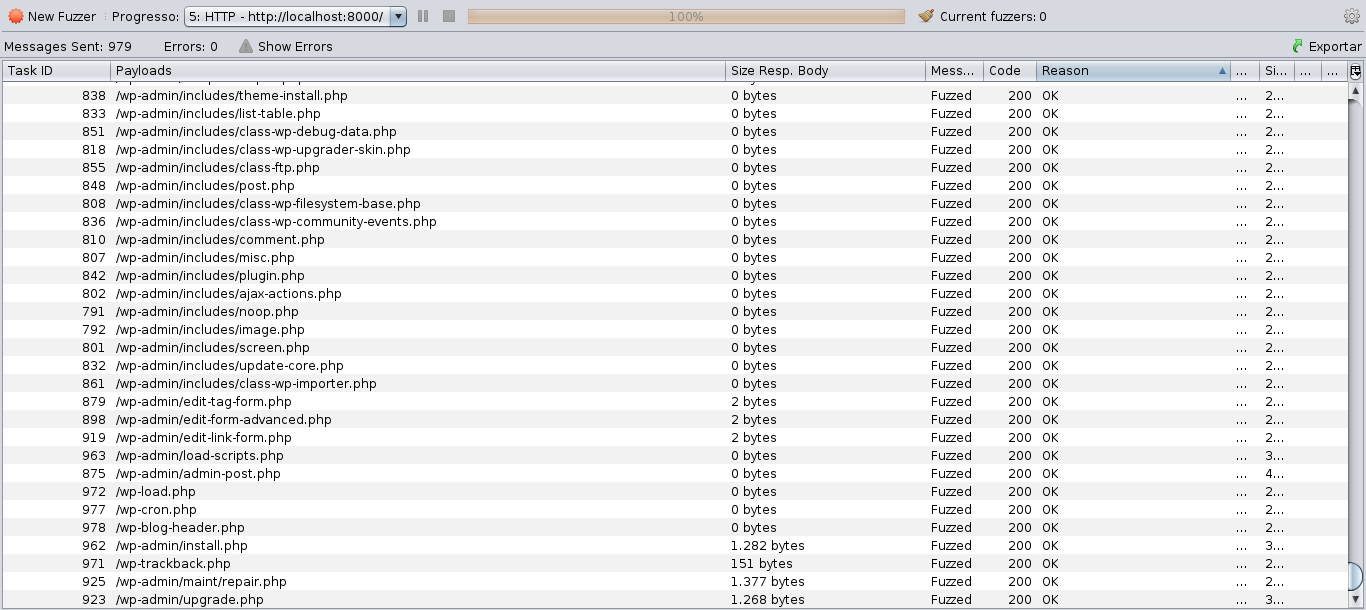 New Fuzzer Progresso: 5: HTTP - http://localhost:8000/ 100% Current fuzzers: 0
Messages Sent: 979 Errors: 0 Show Errors Exportar
Task ID Payloads Size Resp. Body Mess... Code Reason ... Si... ... ...
838 /wp-admin/includes/theme-install.php 0 bytes Fuzzed 200 OK ... 2...
833 /wp-admin/includes/list-table.php 0 bytes Fuzzed 200 OK ... 2...
851 /wp-admin/includes/class-wp-debug-data.php 0 bytes Fuzzed 200 OK ... 2...
818 /wp-admin/includes/class-wp-upgrader-skin.php 0 bytes Fuzzed 200 OK ... 2...
855 /wp-admin/includes/class-ftp.php 0 bytes Fuzzed 200 OK ... 2...
848 /wp-admin/includes/post.php 0 bytes Fuzzed 200 OK ... 2...
808 /wp-admin/includes/class-wp-filesystem-base.php 0 bytes Fuzzed 200 OK ... 2...
836 /wp-admin/includes/class-wp-community-events.php 0 bytes Fuzzed 200 OK ... 2...
810 /wp-admin/includes/comment.php 0 bytes Fuzzed 200 OK ... 2...
807 /wp-admin/includes/misc.php 0 bytes Fuzzed 200 OK ... 2...
842 /wp-admin/includes/plugin.php 0 bytes Fuzzed 200 OK ... 2...
802 /wp-admin/includes/ajax-actions.php 0 bytes Fuzzed 200 OK ... 2...
791 /wp-admin/includes/noop.php 0 bytes Fuzzed 200 OK ... 2...
792 /wp-admin/includes/image.php 0 bytes Fuzzed 200 OK ... 2...
801 /wp-admin/includes/screen.php 0 bytes Fuzzed 200 OK ... 2...
832 /wp-admin/includes/update-core.php 0 bytes Fuzzed 200 OK ... 2...
861 /wp-admin/includes/class-wp-importer.php 0 bytes Fuzzed 200 OK ... 2...
879 /wp-admin/edit-tag-form.php 2 bytes Fuzzed 200 OK ... 2...
898 /wp-admin/edit-form-advanced.php 2 bytes Fuzzed 200 OK ... 2...
919 /wp-admin/edit-link-form.php 2 bytes Fuzzed 200 OK ... 2...
963 /wp-admin/load-scripts.php 0 bytes Fuzzed 200 OK ... 3...
875 /wp-admin/admin-post.php 0 bytes Fuzzed 200 OK ... 4...
972 /wp-load.php 0 bytes Fuzzed 200 OK ... 2...
977 /wp-cron.php 0 bytes Fuzzed 200 OK ... 2...
978 /wp-blog-header.php 0 bytes Fuzzed 200 OK ... 2...
962 /wp-admin/install.php 1.282 bytes Fuzzed 200 OK ... 3...
971 /wp-trackback.php 151 bytes Fuzzed 200 OK ... 2...
925 /wp-admin/maint/repair.php 1.377 bytes Fuzzed 200 OK ... 2...
923 /wp-admin/upgrade.php 1.268 bytes Fuzzed 200 OK ... 3...